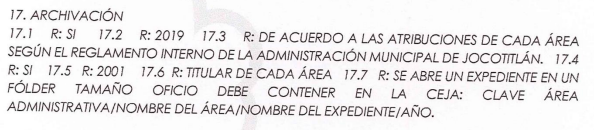 17. ARCHIVACIÓN
17.1 R: SI 17.2 R: 2019 17.3 R: DE ACUERDO A LAS ATRIBUCIONES DE CADA ÁREA
SEGÚN EL REGLAMENTO INTERNO DE LA ADMINISTRACIÓN MUNICIPAL DE JOCOTITLÁN. 17.4
R: SI 17.5 R: 2001 17.6 R: TITULAR DE CADA ÁREA 17.7 R: SE ABRE UN EXPEDIENTE EN UN
FÓLDER TAMAÑO OFICIO DEBE CONTENER EN LA CEJA: CLAVE ÁREA
ADMINISTRATIVA/NOMBRE DEL ÁREA/NOMBRE DEL EXPEDIENTE/AÑO.